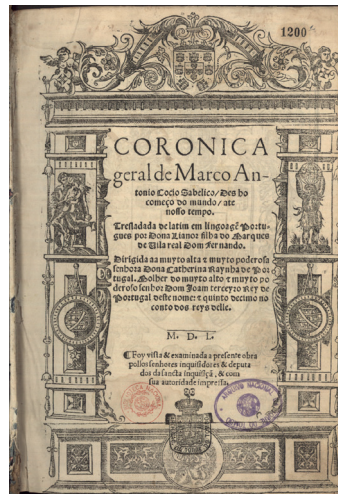 1200
CORONICA
geral de Marco An-
tonio Cocio Sabelico/ Des ho
começo do mundo/ ate
nosso tempo.
Tresladada de latim em lingoagẽ Portu-
gues por Dona Lianor filha do Marques
de Uila real Dom Fernando.
Dirigida aa muyto alta & muyto poderosa
senhora Dona Catherina Raynha de Por
tugal. Molher do muyto alto & muyto po
deroso senhor Dom Joam terceyro Rey de
Portugal deste nome: & quinto decimo no
conto dos reys delle.
M. D. L.
Foy vista & examinada a presente obra
pollos senhores inquisidores & deputa
dos da sancta inquisiçã, & com
sua autoridade impressa.